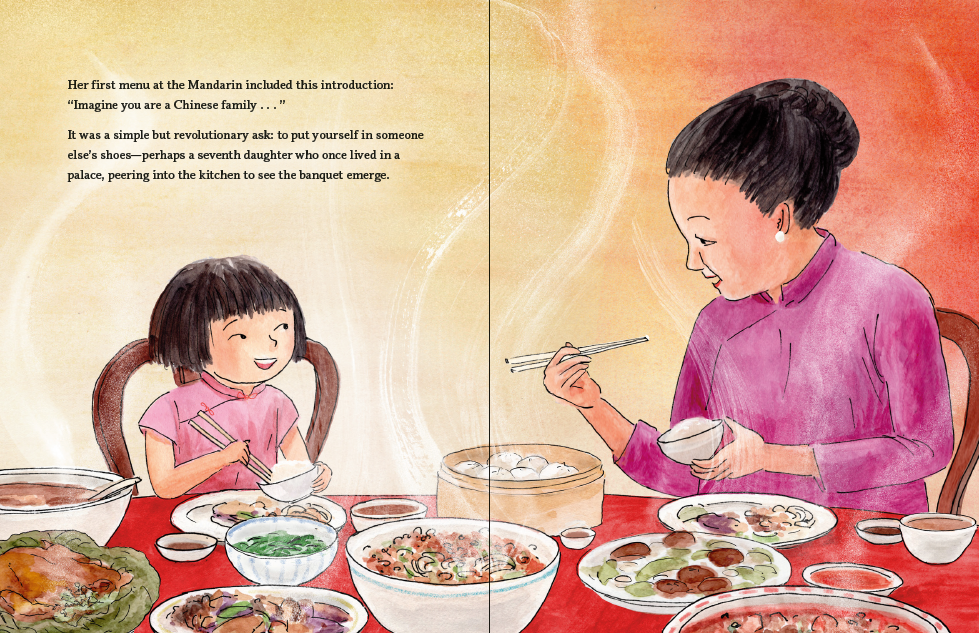 Her first menu at the Mandarin included this introduction:
“Imagine you are a Chinese family . . . ”
It was a simple but revolutionary ask: to put yourself in someone
else’s shoes—perhaps a seventh daughter who once lived in a
palace, peering into the kitchen to see the banquet emerge.